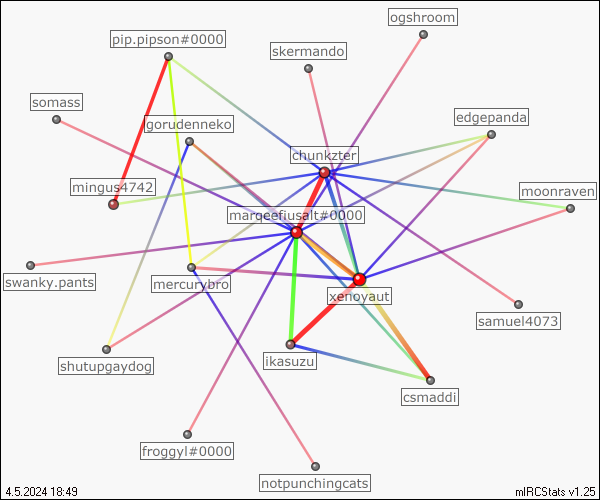 ogshroom
pip.pipson#0000
skermando
somass
gorudenneko
edgepanda
chunkzter
mingus4742
moonraven
marqeefiusalt#0000
swanky.pants
mercurybro
xenoyaut
samuel4073
shutupgaydog
ikasuzu
csmaddi
froggyl#0000
notpunchingcats
4.5.2024 18:49
mIRCStats v1.25